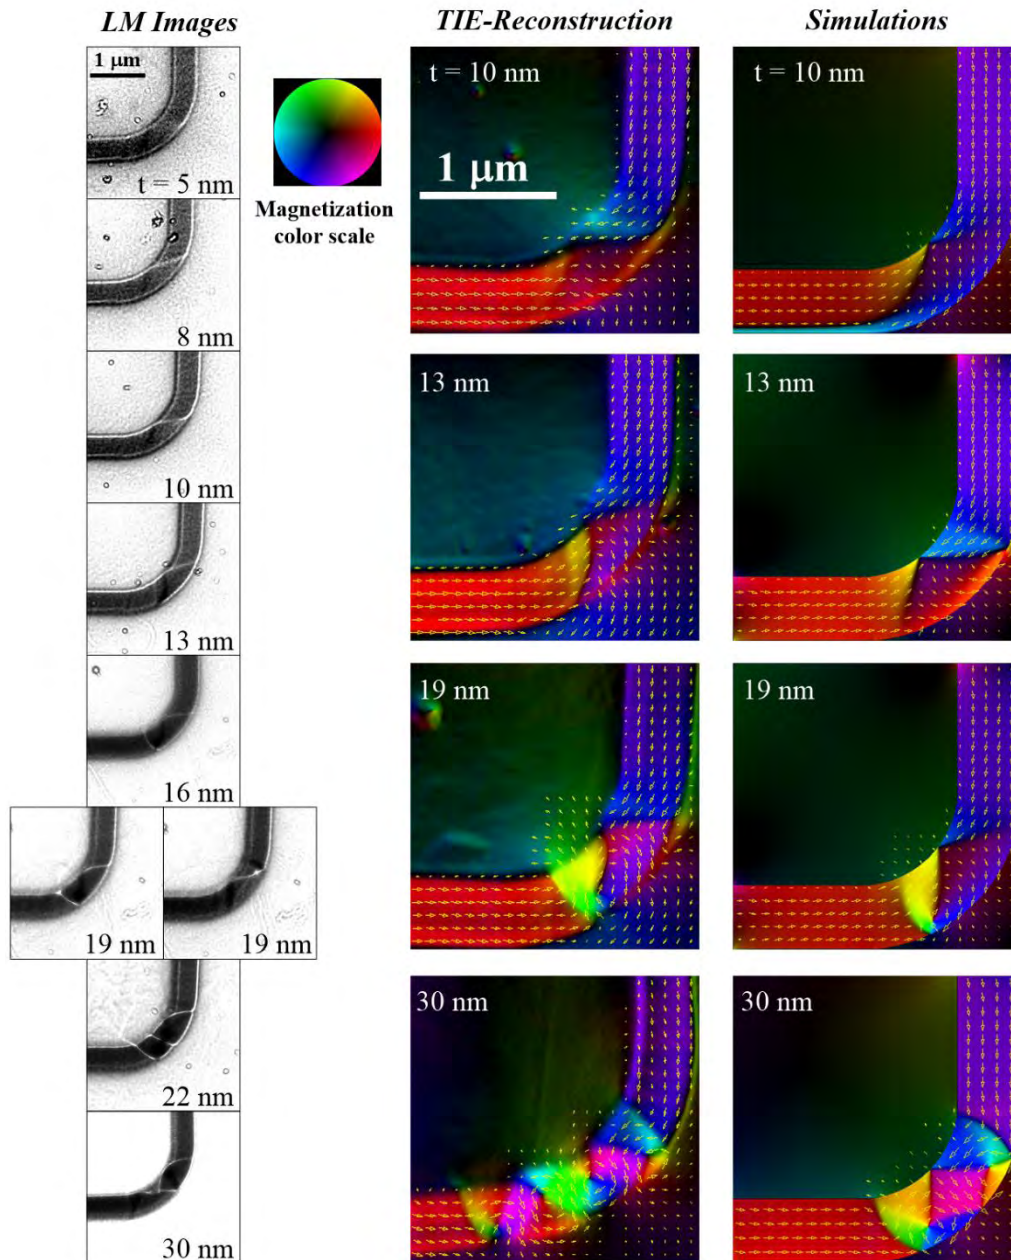 LM Images
TIE-Reconstruction
Simulations
1 μm
t = 5 nm
8 nm
10 nm
13 nm
16 nm
19 nm
19 nm
22 nm
30 nm
Magnetization
color scale
t = 10 nm
1 μm
13 nm
19 nm
30 nm
t = 10 nm
13 nm
19 nm
30 nm